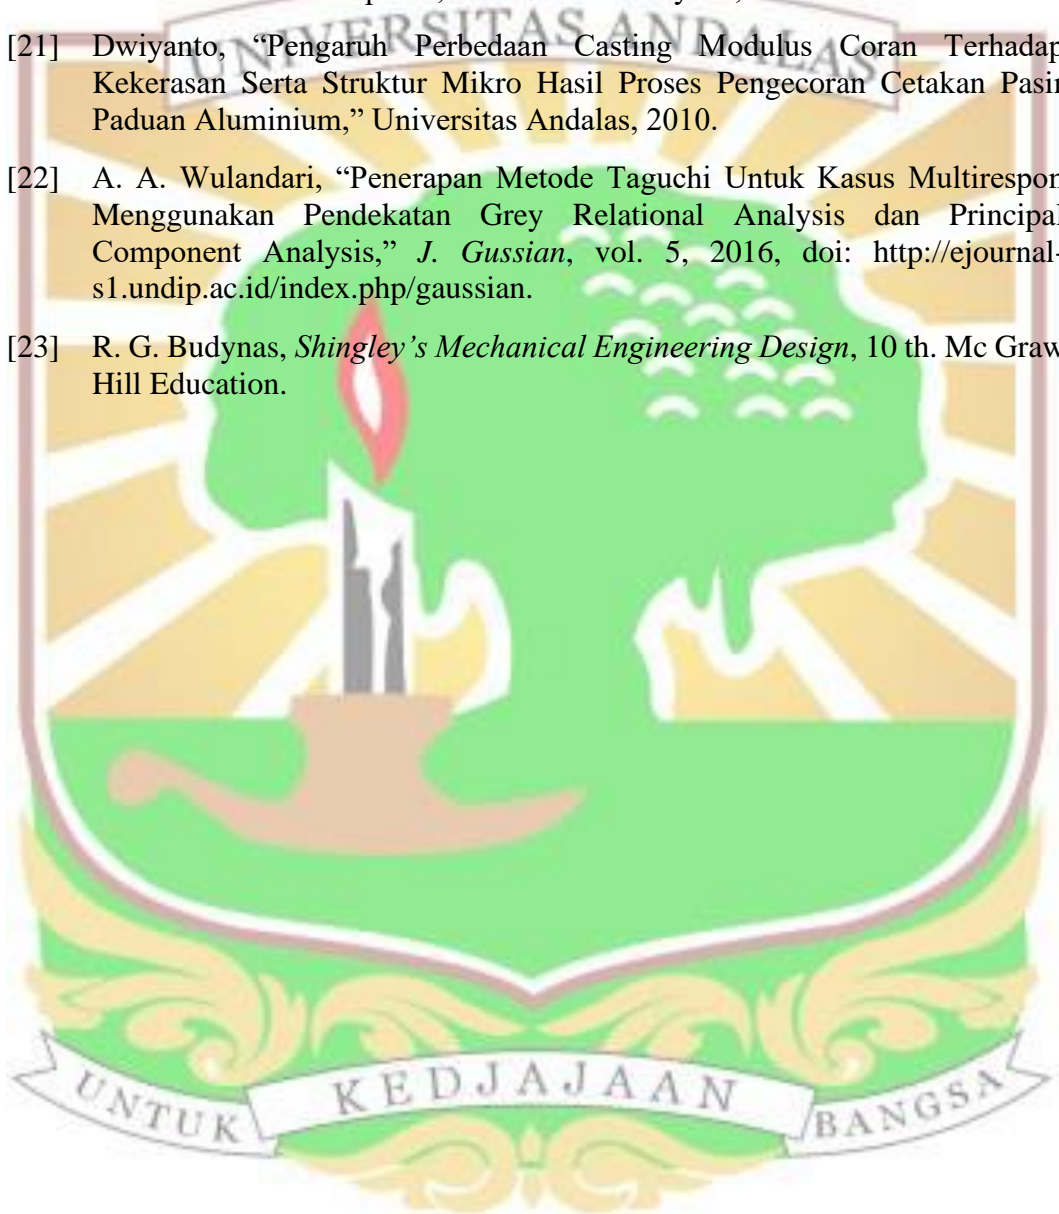 UNIVERSITAS ANDALAS
[21] Dwiyanto, “Pengaruh Perbedaan Casting Modulus Coran Terhadap
Kekerasan Serta Struktur Mikro Hasil Proses Pengecoran Cetakan Pasir
Paduan Aluminium,” Universitas Andalas, 2010.
[22] A. A. Wulandari, “Penerapan Metode Taguchi Untuk Kasus Multirespon
Menggunakan Pendekatan Grey Relational Analysis dan Principal
Component Analysis,” J. Gussian, vol. 5, 2016, doi: http://ejournal-
s1.undip.ac.id/index.php/gaussian.
[23] R. G. Budynas, Shingley’s Mechanical Engineering Design, 10 th. Mc Graw
Hill Education.
UNTUK KEDJAJAAN BANGSA